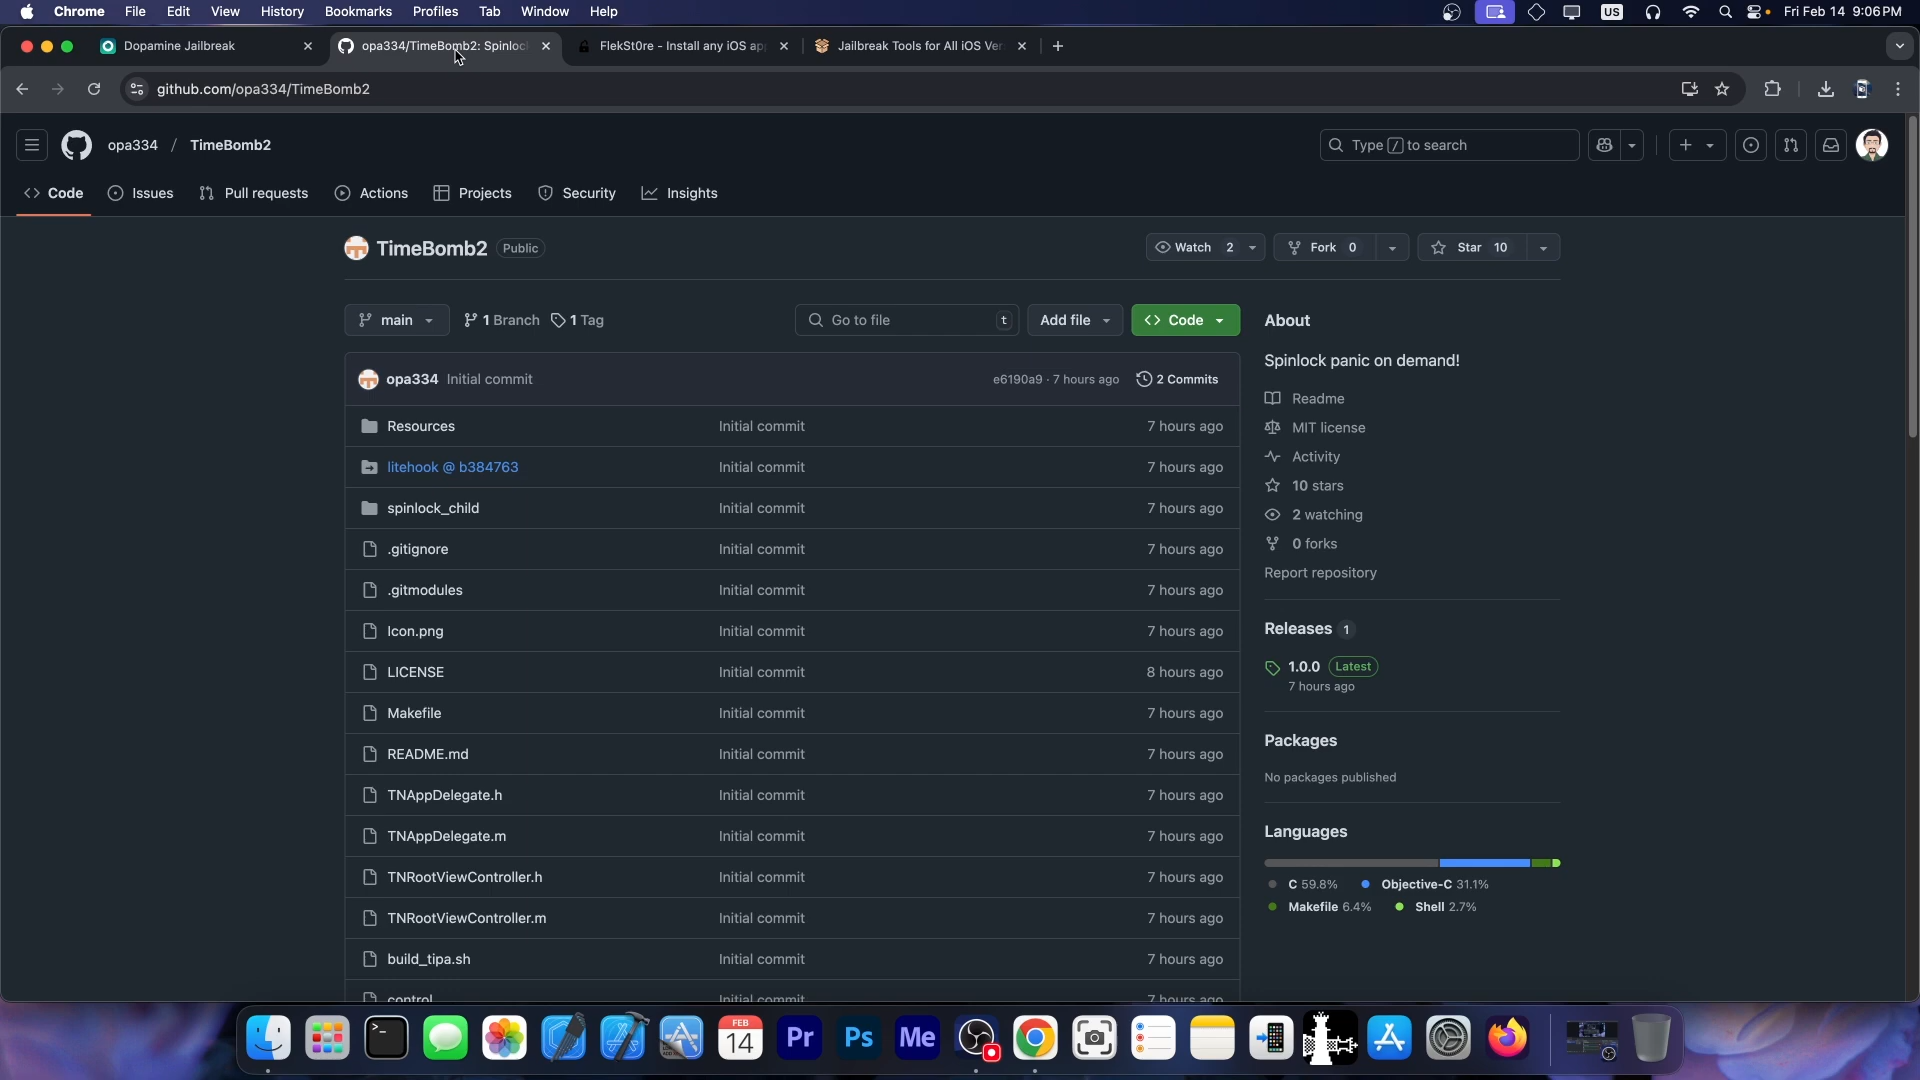 Chrome File Edit View History Bookmarks Profiles Tab Window Help US Fri Feb 14 9:06 PM
Dopamine Jailbreak opa334/TimeBomb2: Spinloc FlekSt0re - Install any iOS ap Jailbreak Tools for All iOS Ver
github.com/opa334/TimeBomb2
opa334 / TimeBomb2 Type / to search
Code Issues Pull requests Actions Projects Security Insights
TimeBomb2 Public Watch 2 Fork 0 Star 10
main 1 Branch 1 Tag Go to file t Add file Code
opa334 Initial commit e6190a9 · 7 hours ago 2 Commits
Resources Initial commit 7 hours ago
litehook @ b384763 Initial commit 7 hours ago
spinlock_child Initial commit 7 hours ago
.gitignore Initial commit 7 hours ago
.gitmodules Initial commit 7 hours ago
Icon.png Initial commit 7 hours ago
LICENSE Initial commit 8 hours ago
Makefile Initial commit 7 hours ago
README.md Initial commit 7 hours ago
TNAppDelegate.h Initial commit 7 hours ago
TNAppDelegate.m Initial commit 7 hours ago
TNRootViewController.h Initial commit 7 hours ago
TNRootViewController.m Initial commit 7 hours ago
build_tipa.sh Initial commit 7 hours ago
control Initial commit 7 hours ago
About
Spinlock panic on demand!
Readme
MIT license
Activity
10 stars
2 watching
0 forks
Report repository
Releases 1
1.0.0 Latest
7 hours ago
Packages
No packages published
Languages
C 59.8% Objective-C 31.1%
Makefile 6.4% Shell 2.7%
FEB
14
Pr Ps Me